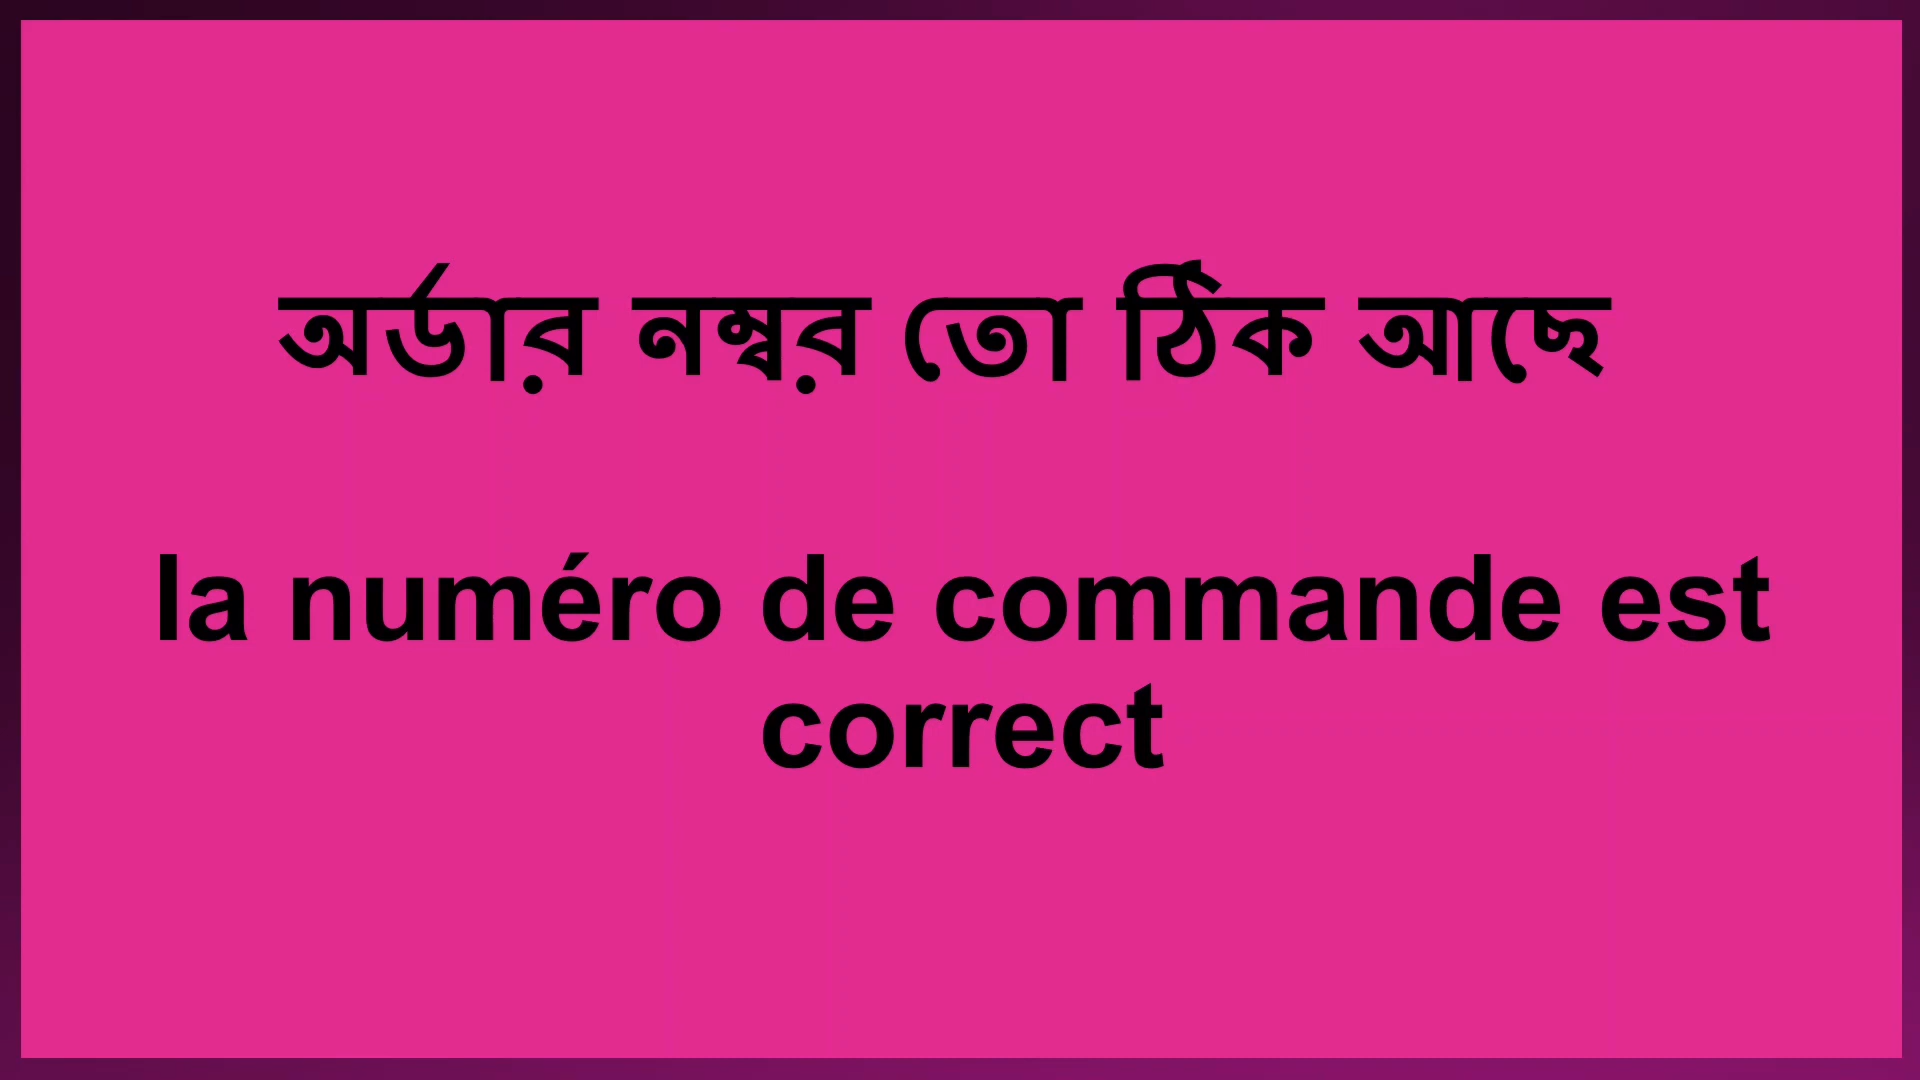 অর্ডার নম্বর তো ঠিক আছে
la numéro de commande est
correct